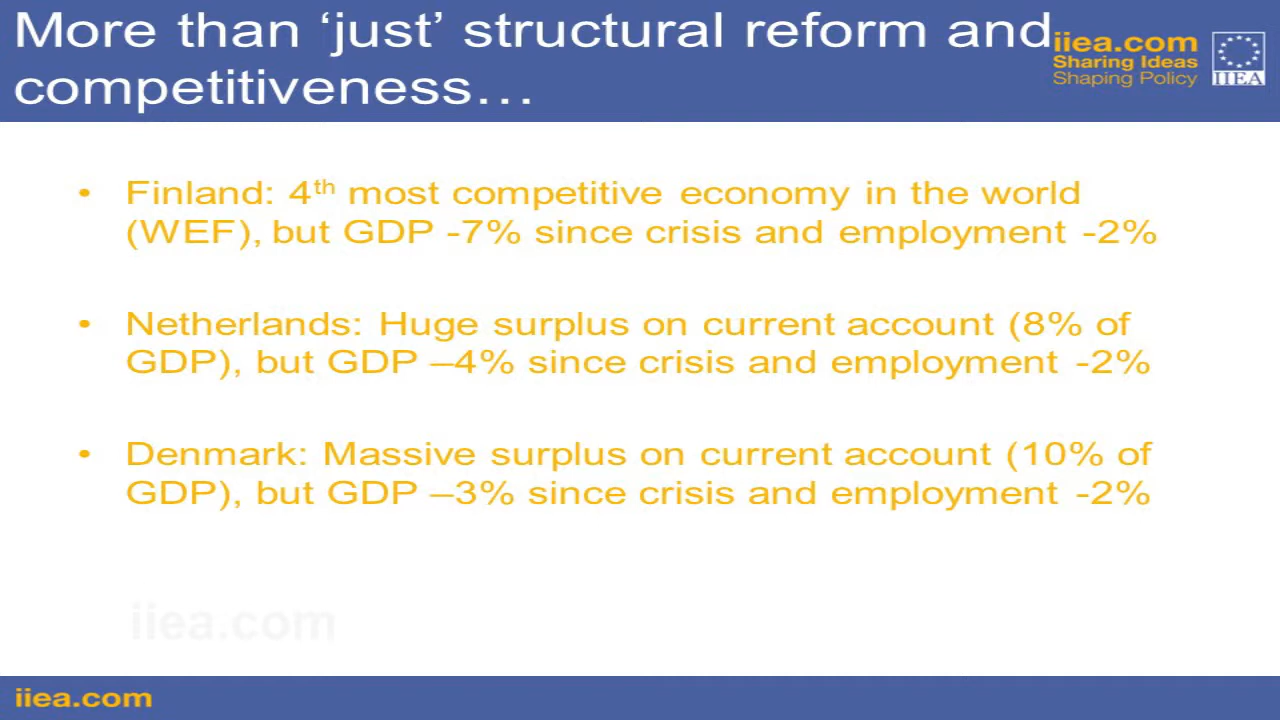 More than ‘just’ structural reform and
competitiveness…
iiea.com
Sharing Ideas
Shaping Policy
IIEA
• Finland: 4th most competitive economy in the world
(WEF), but GDP -7% since crisis and employment -2%
• Netherlands: Huge surplus on current account (8% of
GDP), but GDP –4% since crisis and employment -2%
• Denmark: Massive surplus on current account (10% of
GDP), but GDP –3% since crisis and employment -2%
iiea.com
iiea.com